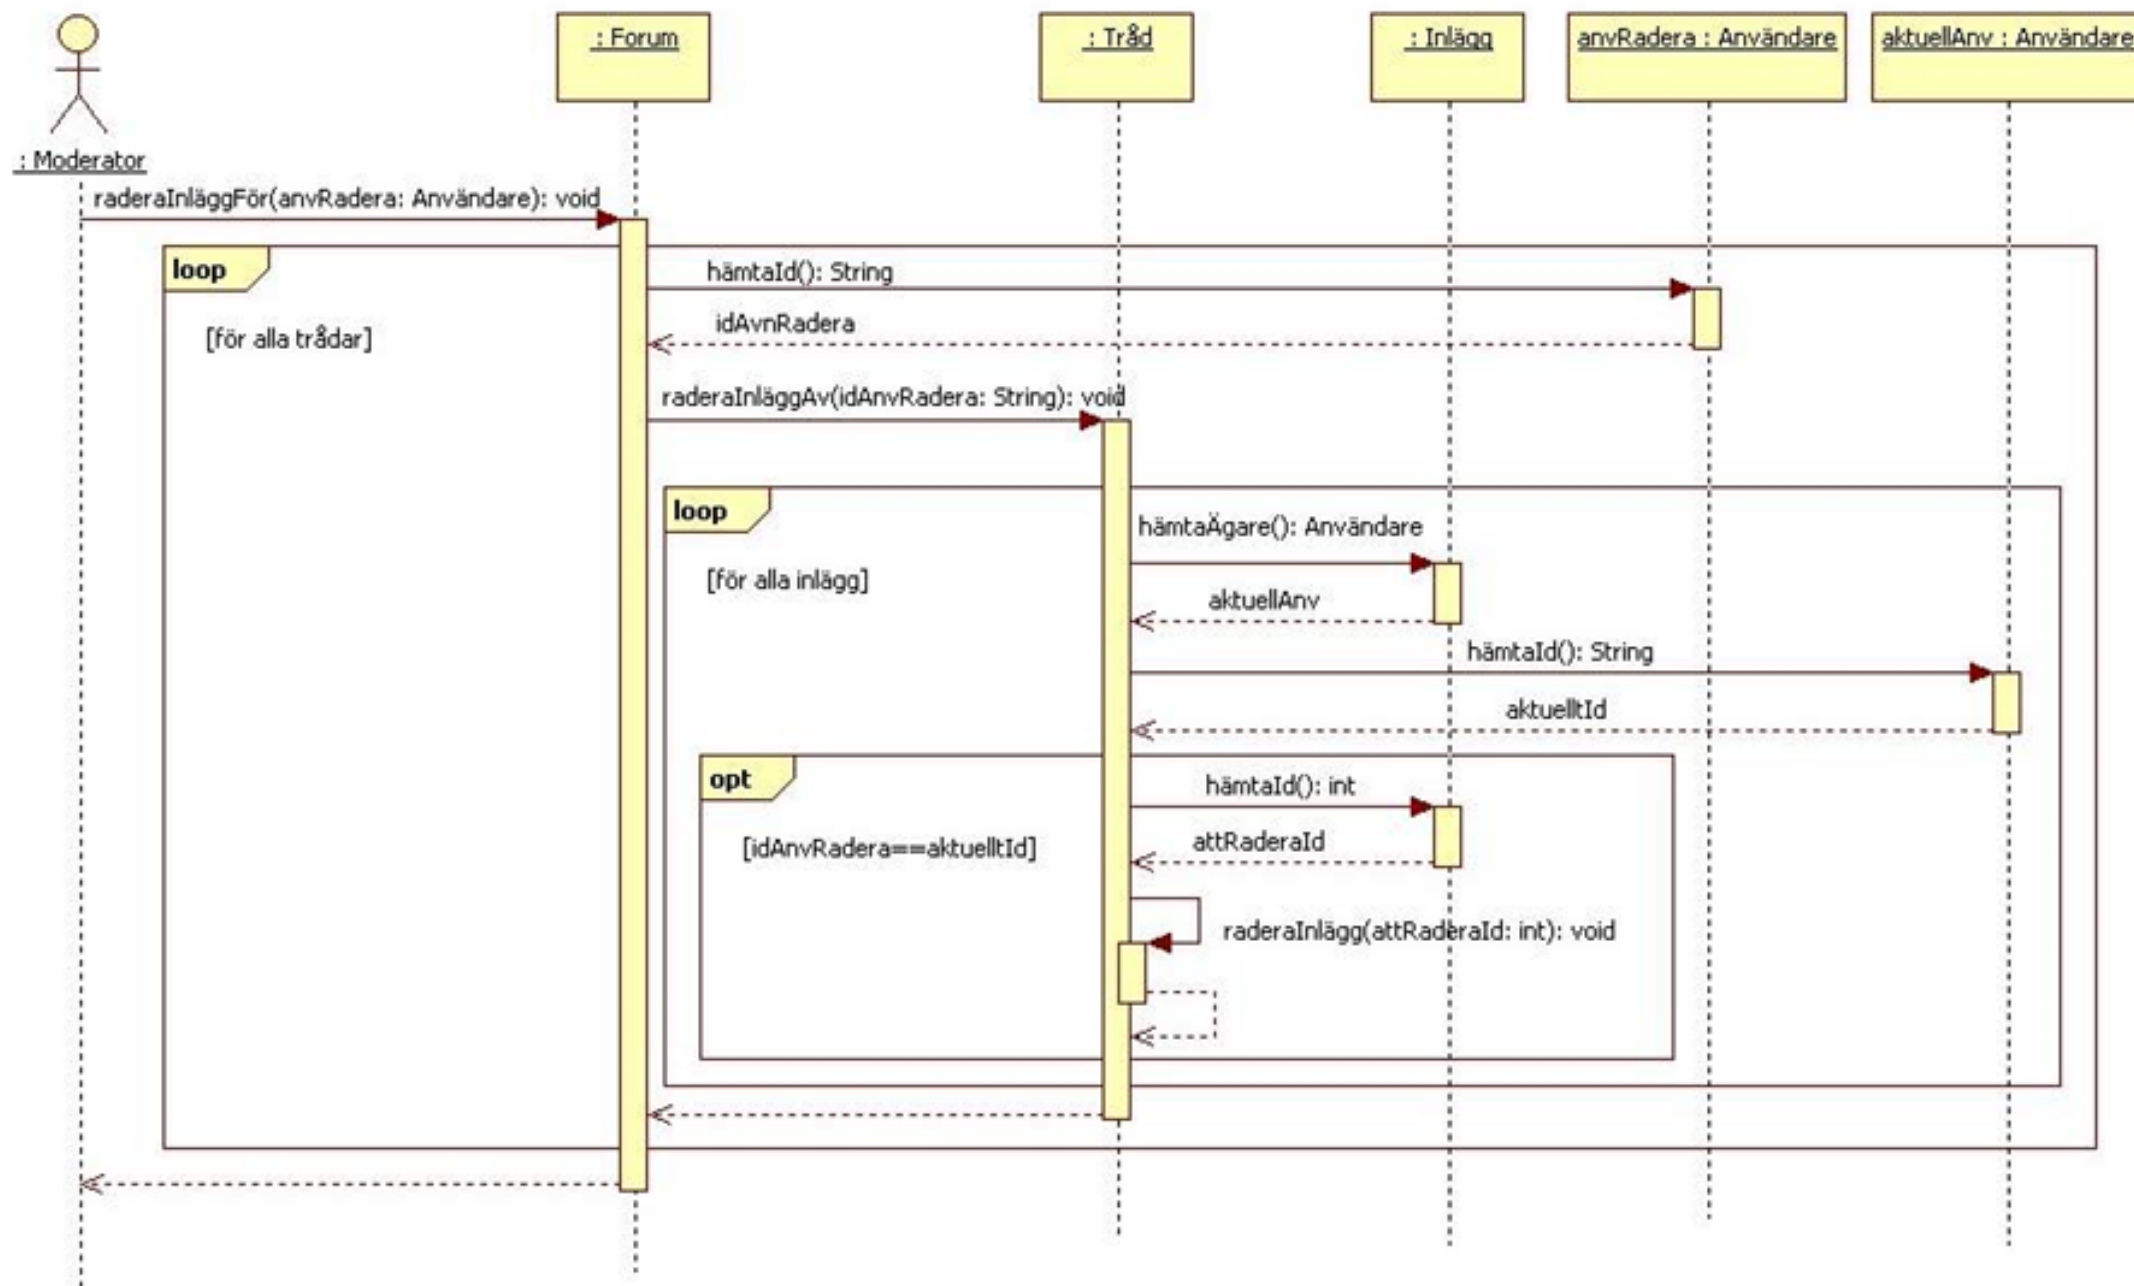 : Forum
: Tråd
: Inlägg
anvRadera : Användare
aktuellAnv : Användare
: Moderator
raderaInläggFör(anvRadera: Användare): void
loop
[för alla trådar]
hämtaId(): String
idAvnRadera
raderaInläggAv(idAnvRadera: String): void
loop
[för alla inlägg]
hämtaÄgare(): Användare
aktuellAnv
hämtaId(): String
aktuelltId
opt
[idAnvRadera==aktuelltId]
hämtaId(): int
attRaderaId
raderaInlägg(attRaderaId: int): void